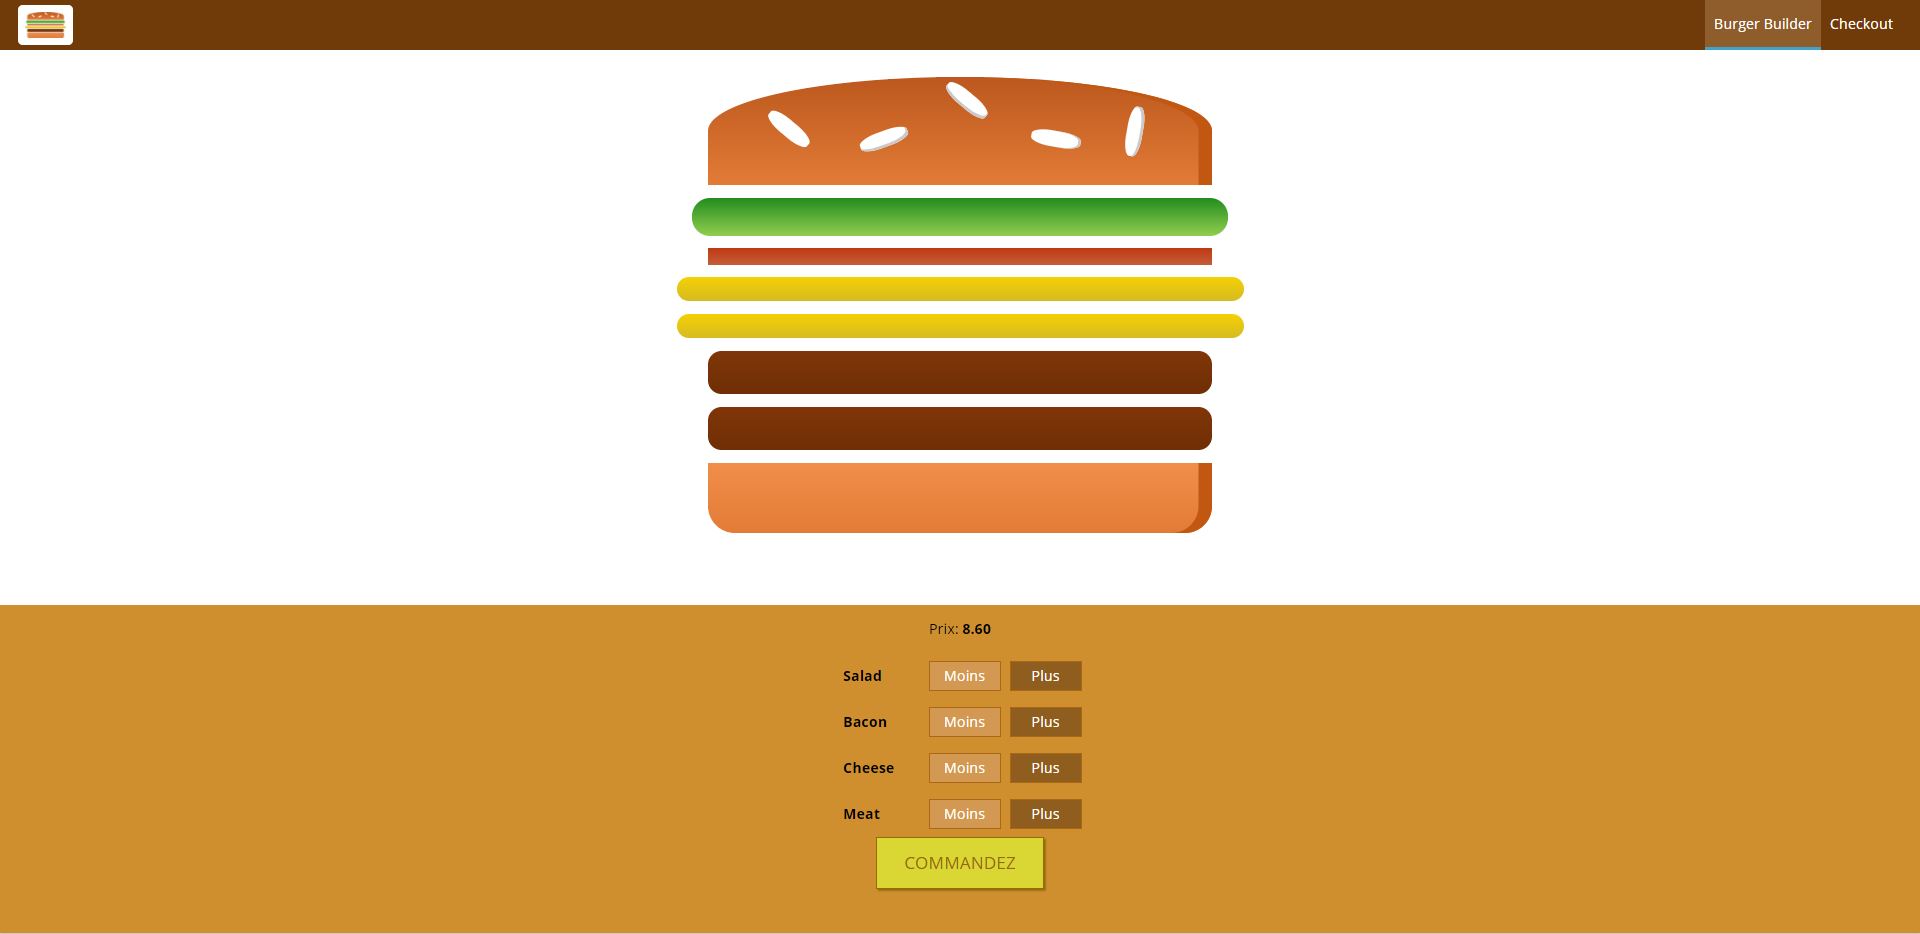 Burger Builder Checkout
Prix: 8.60
Salad Moins Plus
Bacon Moins Plus
Cheese Moins Plus
Meat Moins Plus
COMMANDEZ